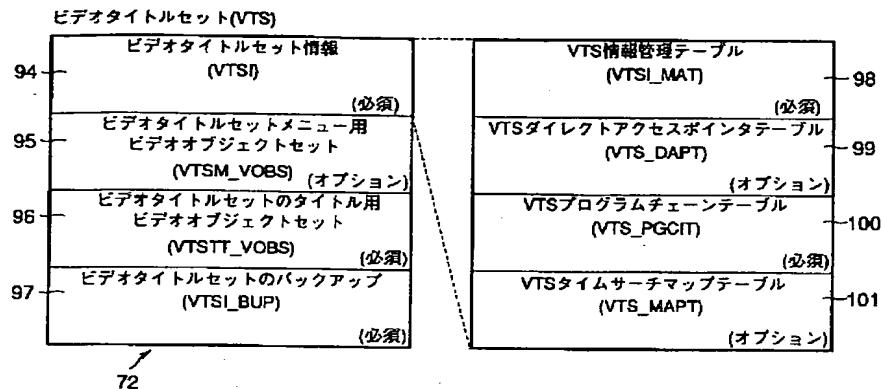 ビデオタイトルセット(VTS)
94
ビデオタイトルセット情報
(VTSI)
(必須)
95
ビデオタイトルセットメニュー用
ビデオオブジェクトセット
(VTSM_VOBS)
(オプション)
96
ビデオタイトルセットのタイトル用
ビデオオブジェクトセット
(VTSTT_VOBS)
(必須)
97
ビデオタイトルセットのバックアップ
(VTSI_BUP)
(必須)
72
VTS情報管理テーブル
(VTSI_MAT)
(必須)
98
VTSダイレクトアクセスポインタテーブル
(VTS_DAPT)
(オプション)
99
VTSプログラムチェーンテーブル
(VTS_PGCIT)
(必須)
100
VTSタイムサーチマップテーブル
(VTS_MAPT)
(オプション)
101